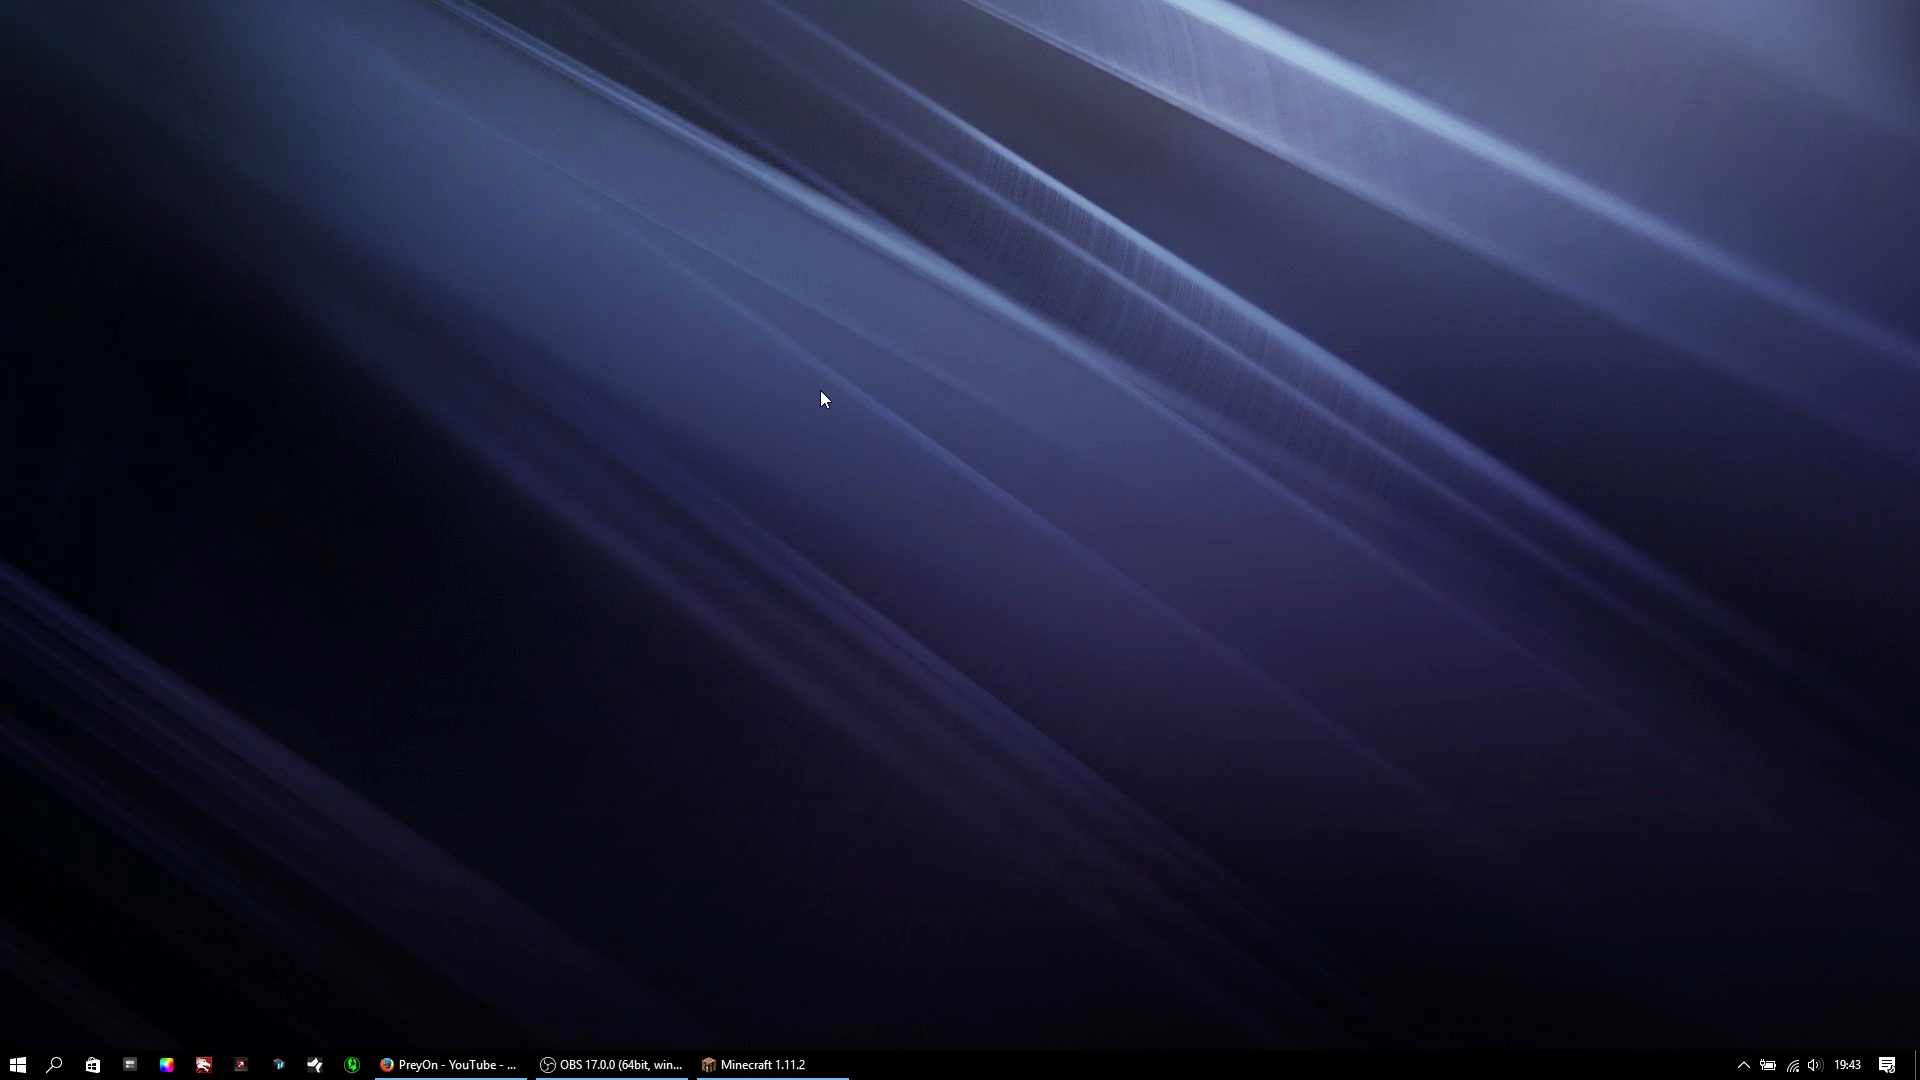 PreyOn - YouTube - ...
OBS 17.0.0 (64bit, win...
Minecraft 1.11.2
19:43